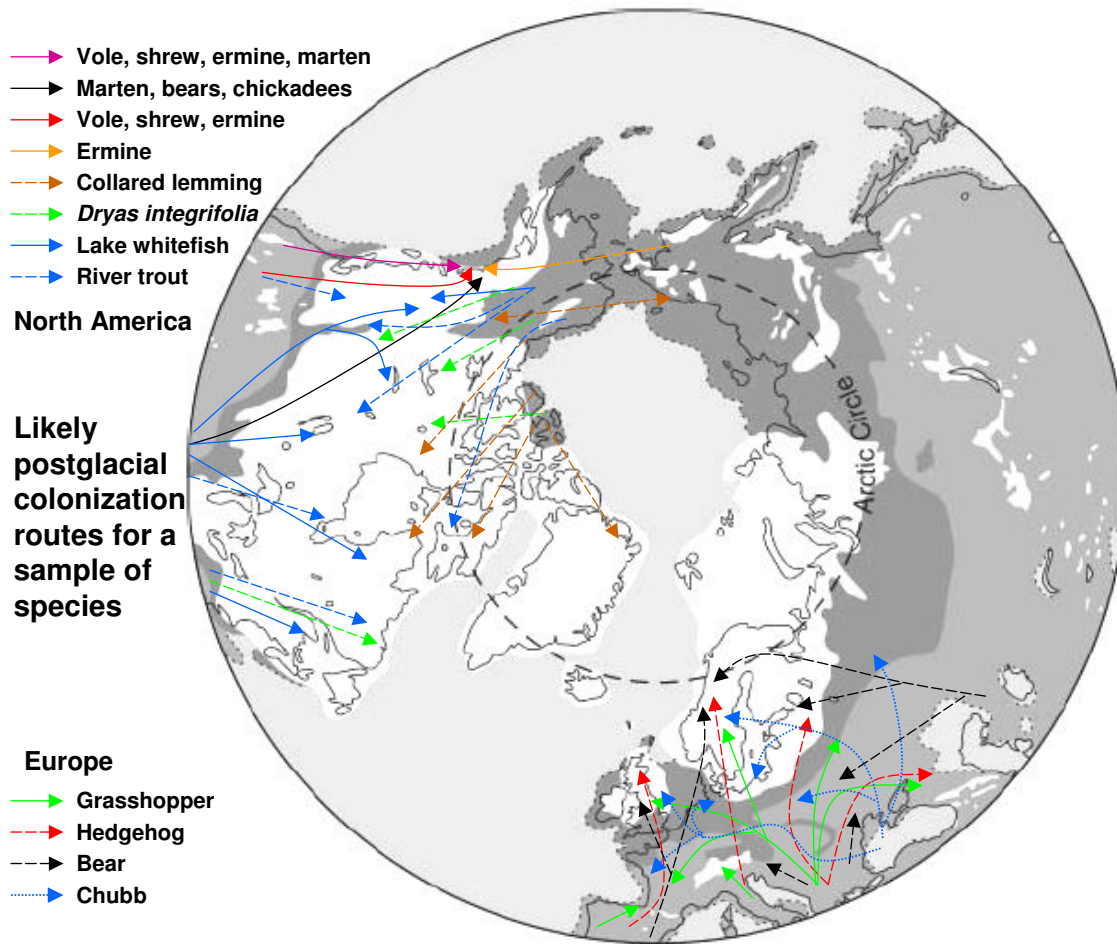 Vole, shrew, ermine, marten
Marten, bears, chickadees
Vole, shrew, ermine
Ermine
Collared lemming
Dryas integrifolia
Lake whitefish
River trout
North America
Likely
postglacial
colonization
routes for a
sample of
species
Arctic Circle
Europe
Grasshopper
Hedgehog
Bear
Chubb